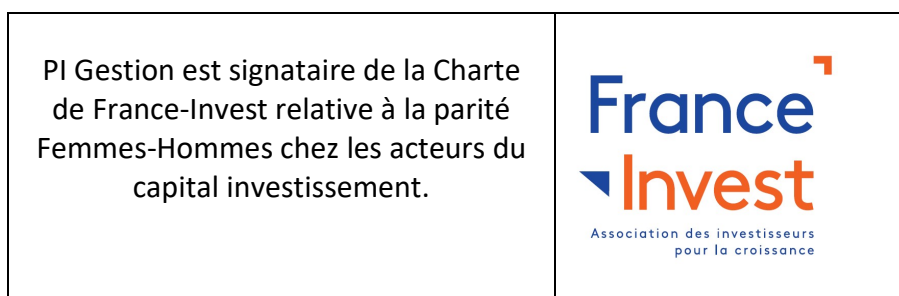 PI Gestion est signataire de la Charte
de France-Invest relative à la parité
Femmes-Hommes chez les acteurs du
capital investissement.
France
Invest
Association des investisseurs
pour la croissance